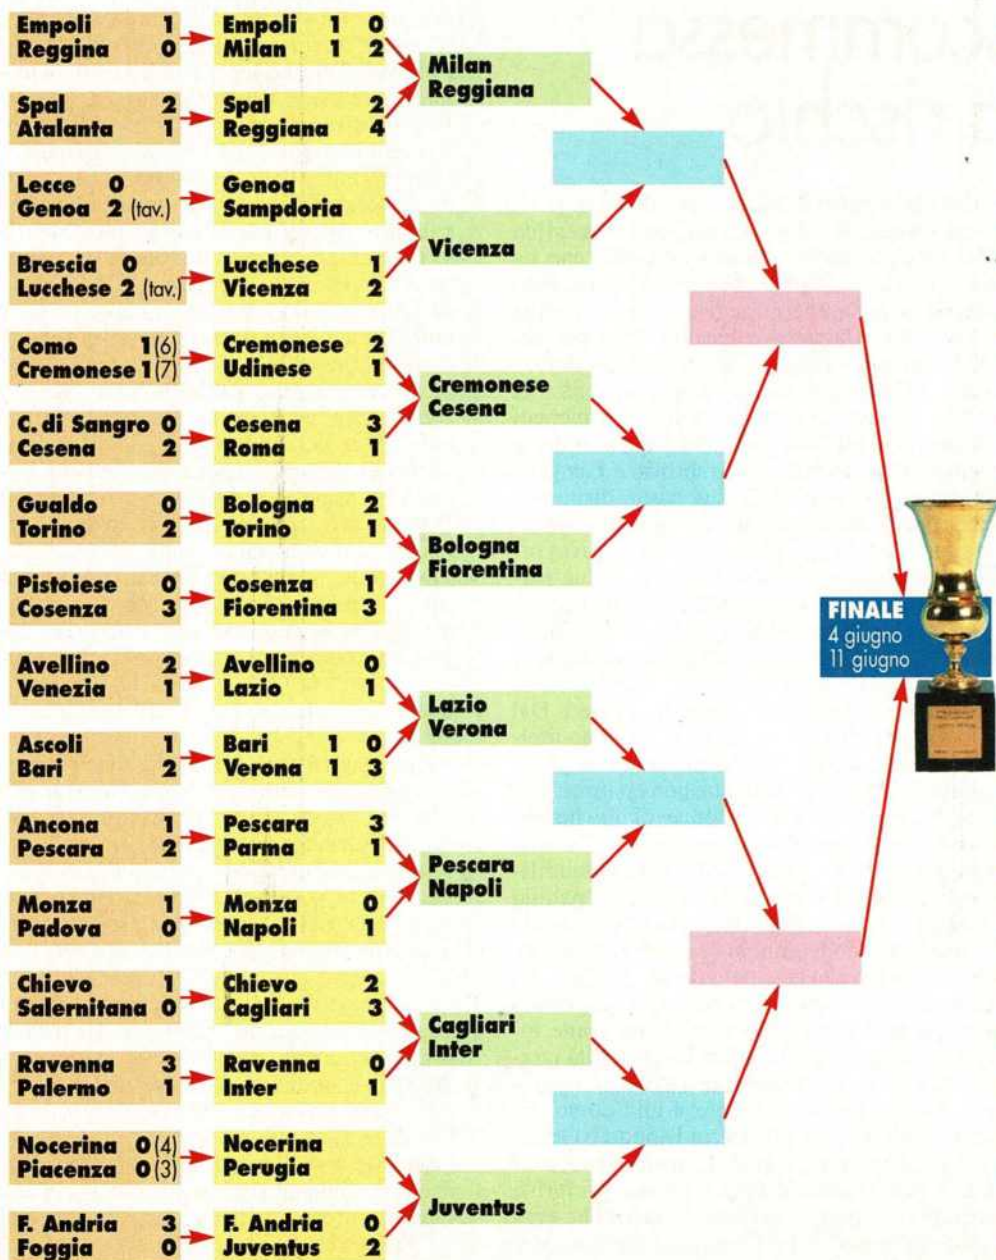 Empoli 1
Reggina 0
Spal 2
Atalanta 1
Lecce 0
Genoa 2 (tav.)
Brescia 0
Lucchese 2 (tav.)
Como 1(6)
Cremonese 1(7)
C. di Sangro 0
Cesena 2
Gualdo 0
Torino 2
Pistoiese 0
Cosenza 3
Avellino 2
Venezia 1
Ascoli 1
Bari 2
Ancona 1
Pescara 2
Monza 1
Padova 0
Chievo 1
Salernitana 0
Ravenna 3
Palermo 1
Nocerina 0(4)
Piacenza 0(3)
F. Andria 3
Foggia 0
Empoli 1 0
Milan 1 2
Spal 2
Reggiana 4
Genoa
Sampdoria
Lucchese 1
Vicenza 2
Cremonese 2
Udinese 1
Cesena 3
Roma 1
Bologna 2
Torino 1
Cosenza 1
Fiorentina 3
Avellino 0
Lazio 1
Bari 1 0
Verona 1 3
Pescara 3
Parma 1
Monza 0
Napoli 1
Chievo 2
Cagliari 3
Ravenna 0
Inter 1
Nocerina
Perugia
F. Andria 0
Juventus 2
Milan
Reggiana
Vicenza
Cremonese
Cesena
Bologna
Fiorentina
Lazio
Verona
Pescara
Napoli
Cagliari
Inter
Juventus
FINALE
4 giugno
11 giugno